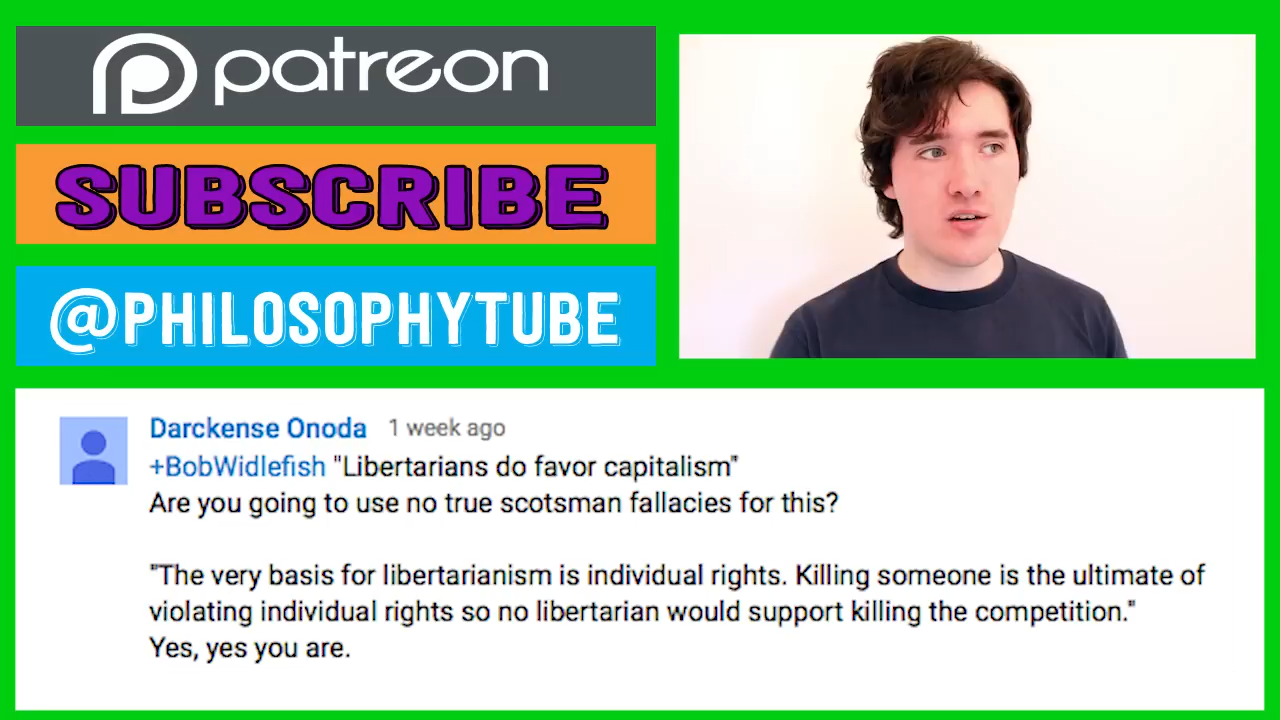 patreon
SUBSCRIBE
@PHILOSOPHYTUBE
Darckense Onoda 1 week ago
+BobWidlefish "Libertarians do favor capitalism"
Are you going to use no true scotsman fallacies for this?
"The very basis for libertarianism is individual rights. Killing someone is the ultimate of
violating individual rights so no libertarian would support killing the competition."
Yes, yes you are.